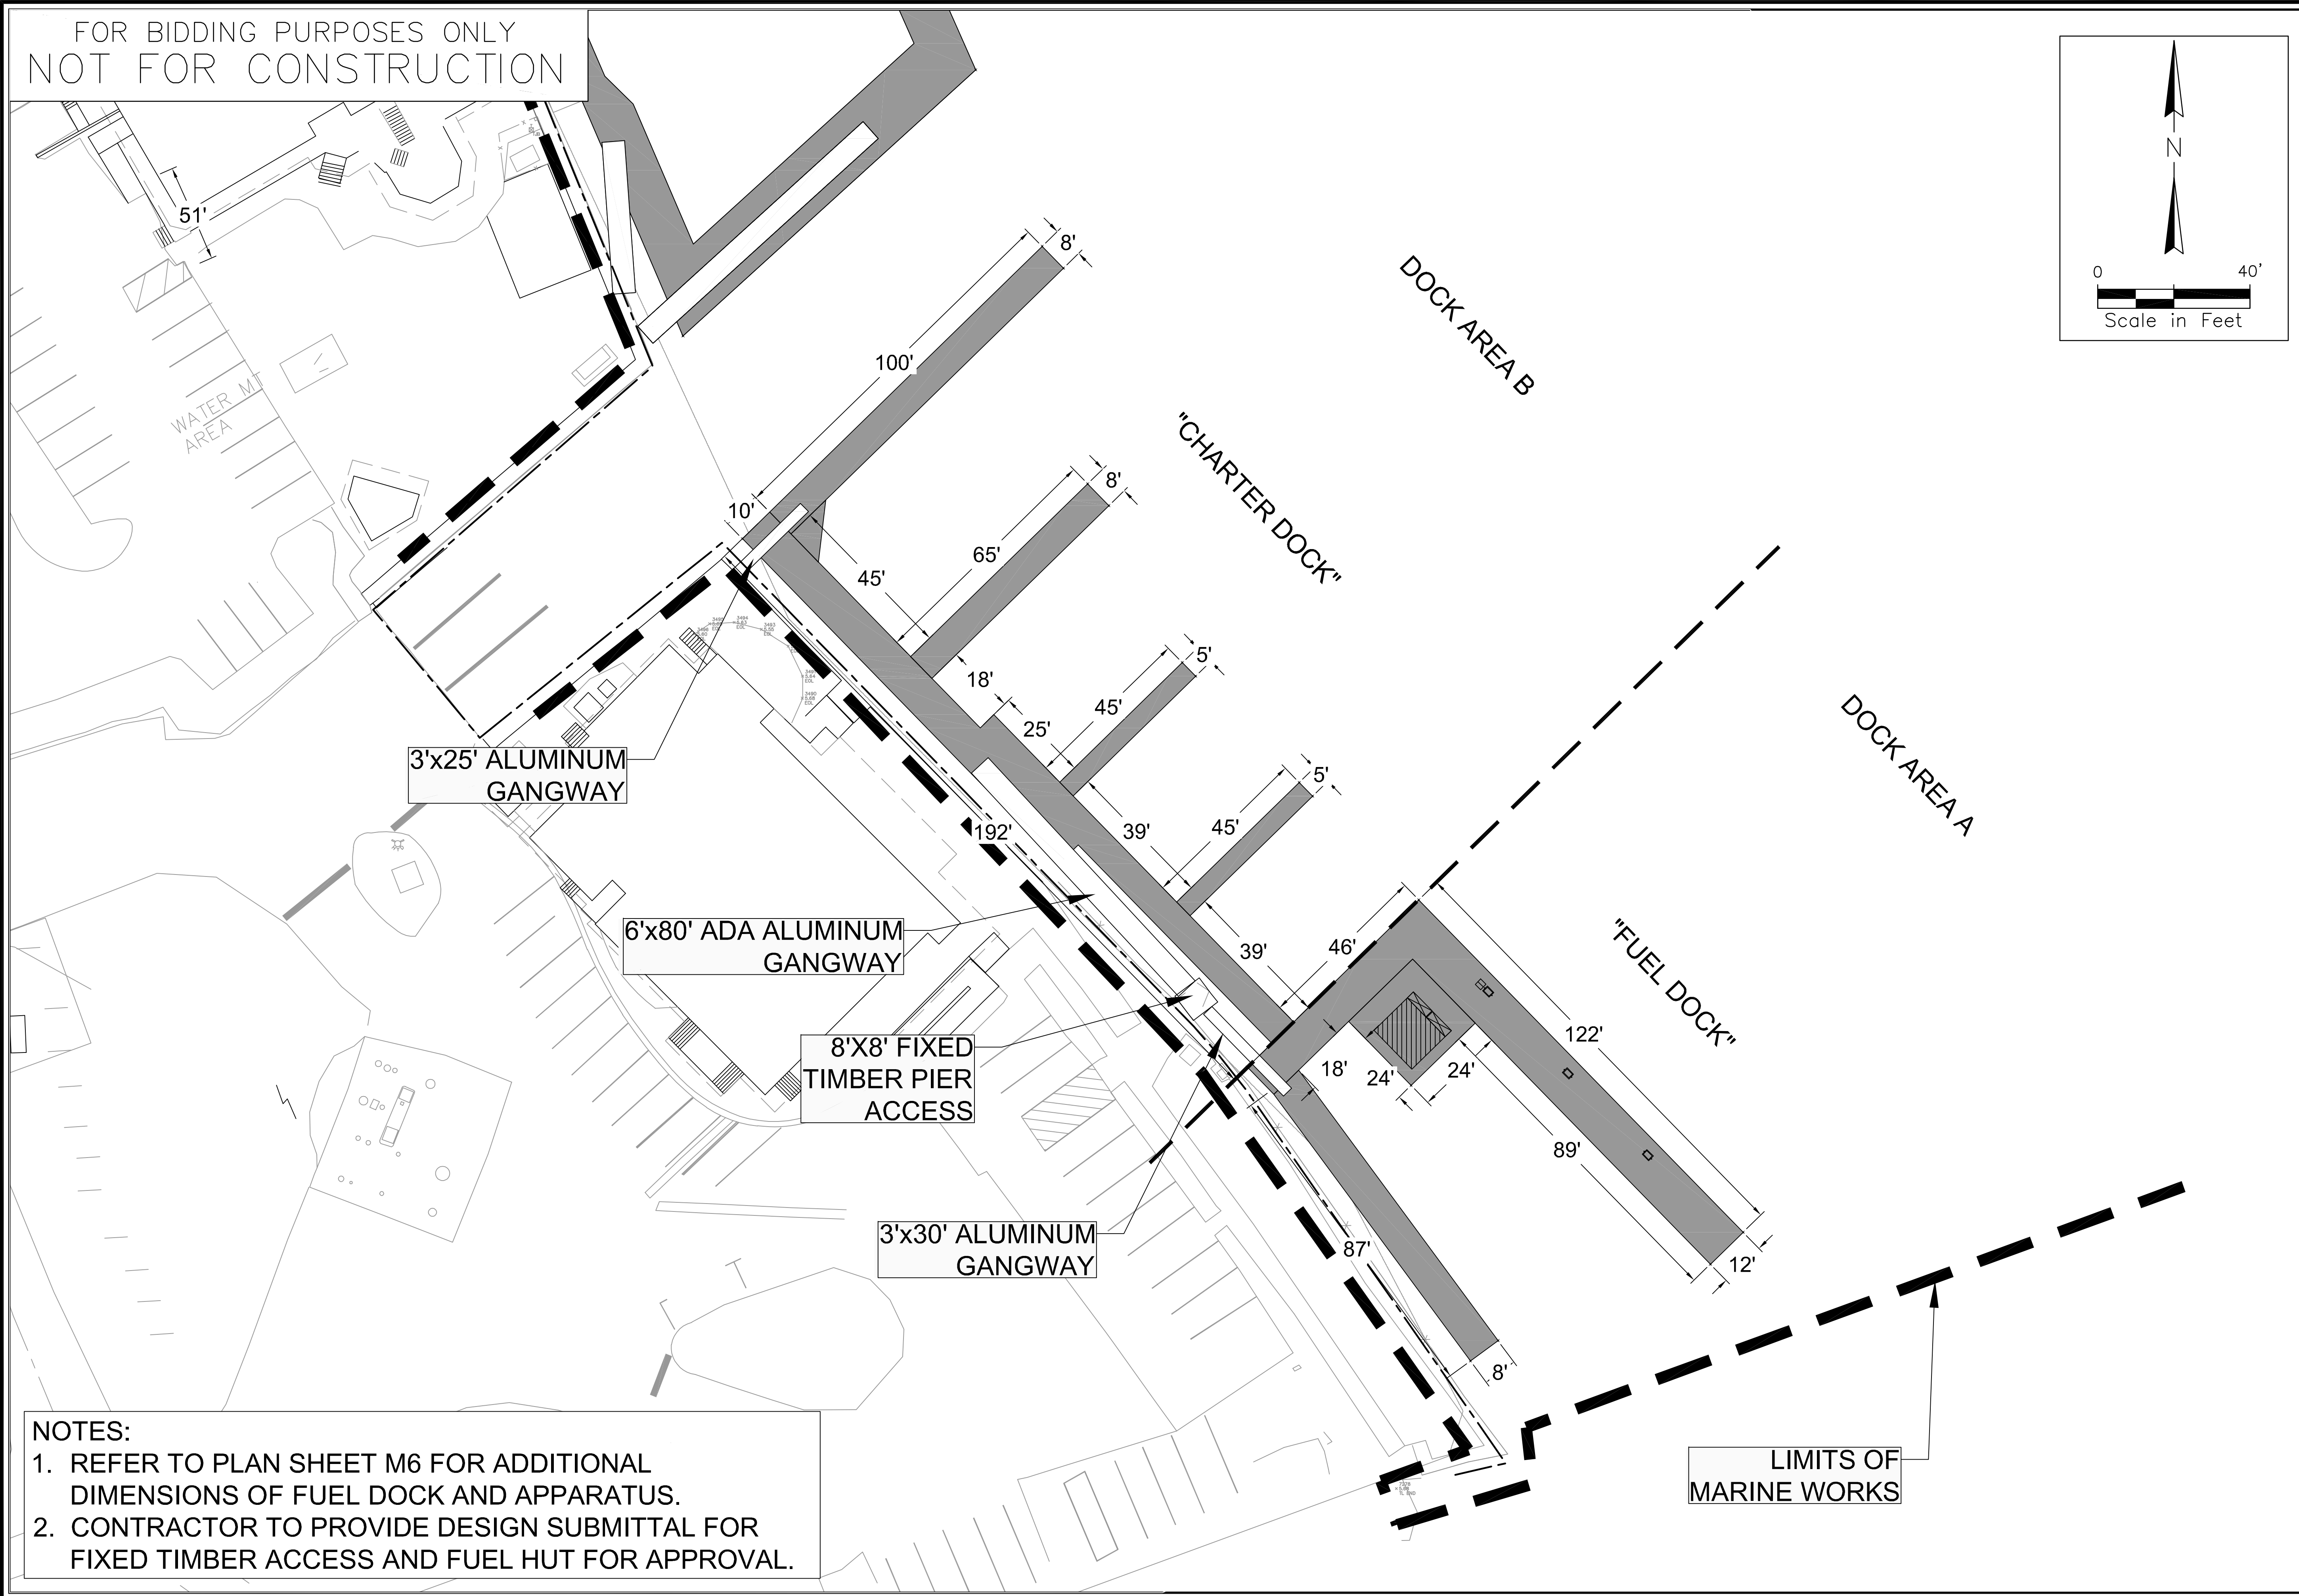 FOR BIDDING PURPOSES ONLY
NOT FOR CONSTRUCTION
N
0
40'
Scale in Feet
51'
WATER MT
AREA
8'
100'
10'
8'
65'
45'
DOCK AREA B
"CHARTER DOCK"
18'
5'
45'
25'
5'
45'
39'
39'
46'
192'
3'x25' ALUMINUM
GANGWAY
6'x80' ADA ALUMINUM
GANGWAY
8'X8' FIXED
TIMBER PIER
ACCESS
3'x30' ALUMINUM
GANGWAY
DOCK AREA A
"FUEL DOCK"
122'
18'
24'
24'
89'
12'
87'
8'
LIMITS OF
MARINE WORKS
NOTES:
1. REFER TO PLAN SHEET M6 FOR ADDITIONAL
DIMENSIONS OF FUEL DOCK AND APPARATUS.
2. CONTRACTOR TO PROVIDE DESIGN SUBMITTAL FOR
FIXED TIMBER ACCESS AND FUEL HUT FOR APPROVAL.